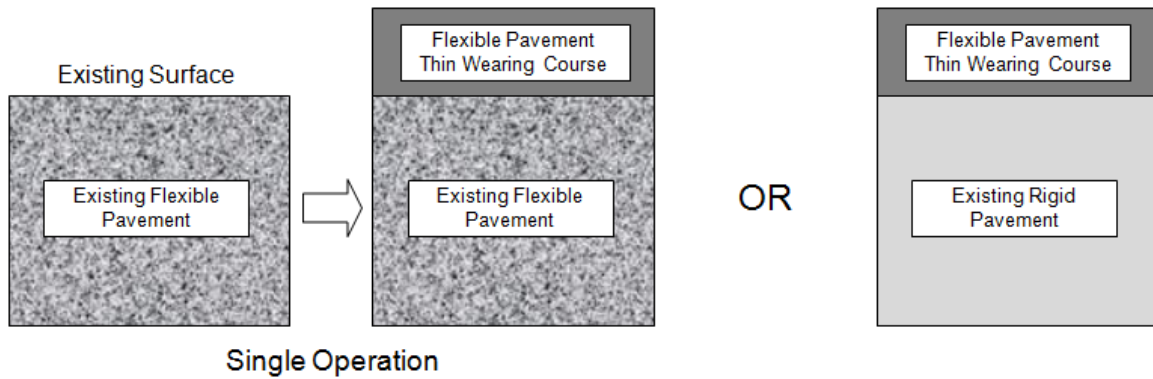 Existing Surface
Existing Flexible
Pavement
Flexible Pavement
Thin Wearing Course
Existing Flexible
Pavement
Single Operation
OR
Flexible Pavement
Thin Wearing Course
Existing Rigid
Pavement